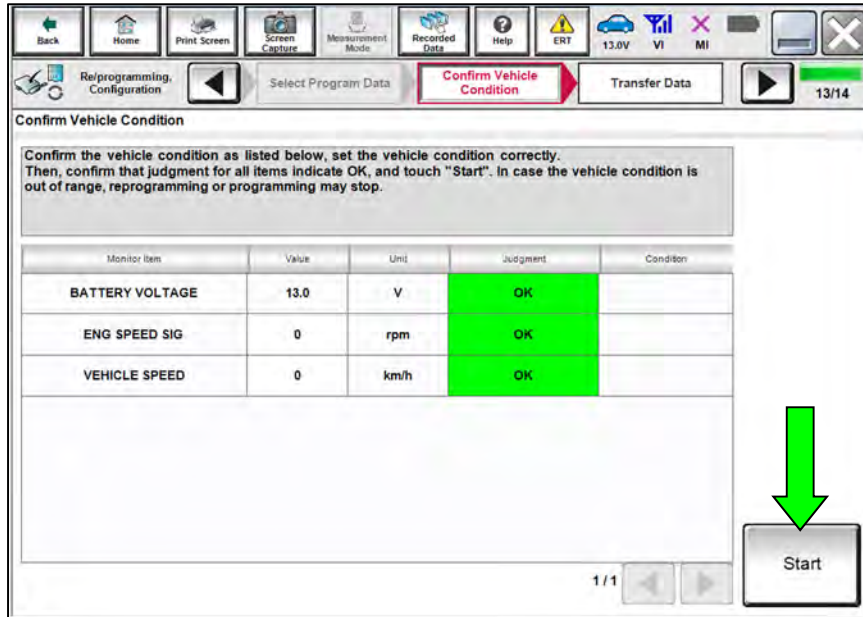 Back
Home
Print Screen
Screen
Capture
Measurement
Mode
Recorded
Data
Help
ERT
13.0V
VI
MI
Re/programming,
Configuration
Select Program Data
Confirm Vehicle
Condition
Transfer Data
13/14
Confirm Vehicle Condition
Confirm the vehicle condition as listed below, set the vehicle condition correctly.
Then, confirm that judgment for all items indicate OK, and touch "Start". In case the vehicle condition is
out of range, reprogramming or programming may stop.
Monitor Item Value Unit Judgment Condition
BATTERY VOLTAGE 13.0 V OK
ENG SPEED SIG 0 rpm OK
VEHICLE SPEED 0 km/h OK
Start
1/1